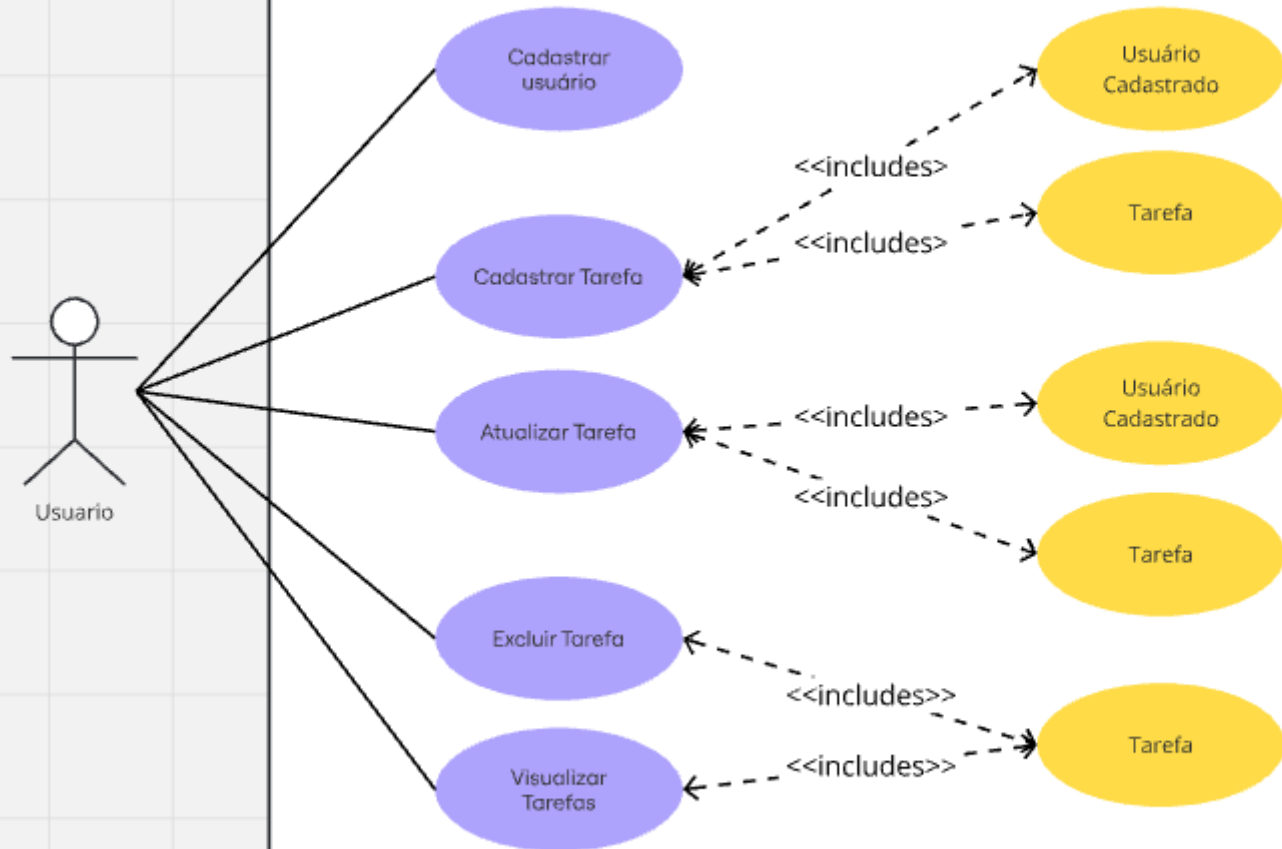 Cadastrar
usuário
Usuário
Cadastrado
<<includes>
Tarefa
<<includes>
Cadastrar Tarefa
Usuário
Cadastrado
<<includes>
Atualizar Tarefa
<<includes>
Usuario
Tarefa
Excluir Tarefa
<<includes>>
Tarefa
<<includes>>
Visualizar
Tarefas